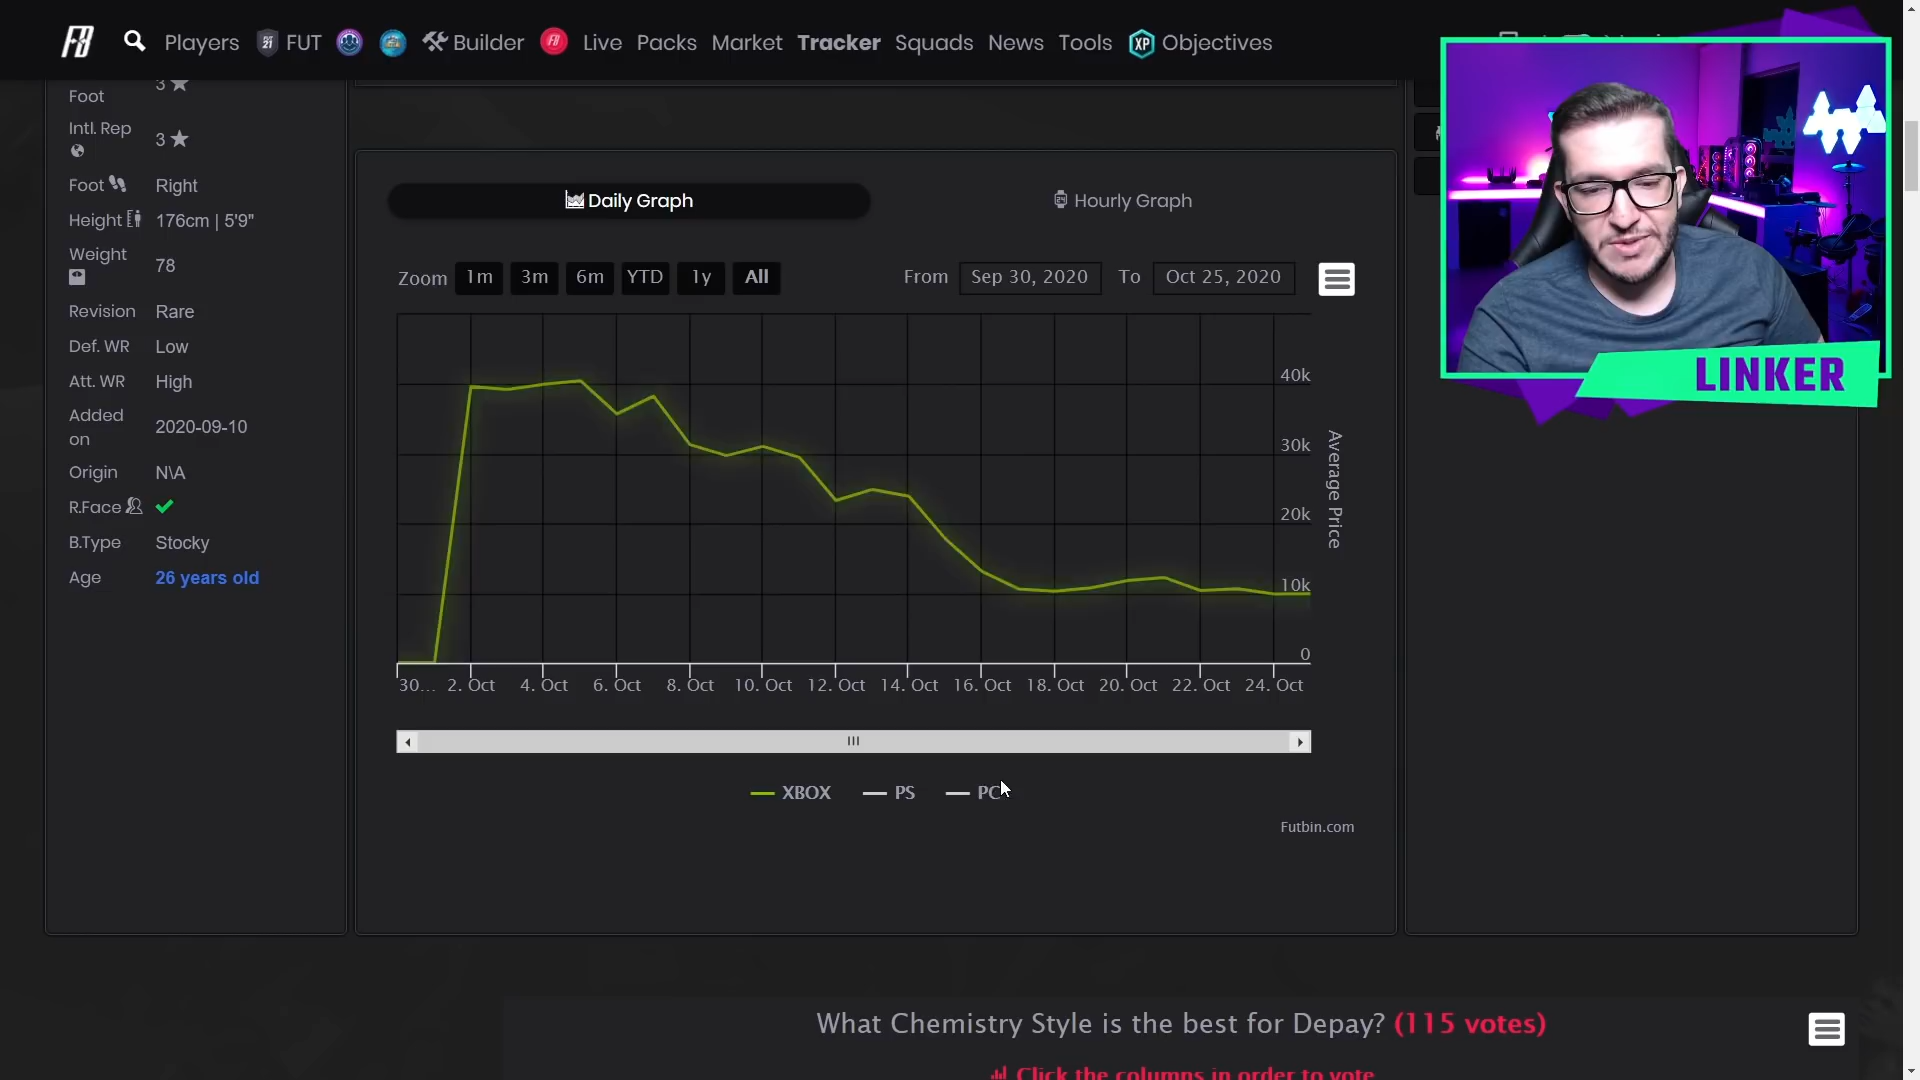 Players FUT Builder Live Packs Market Tracker Squads News Tools XP Objectives
Foot 3
Intl. Rep 3
Foot Right
Height 176cm | 5'9"
Weight 78
Revision Rare
Def. WR Low
Att. WR High
Added on 2020-09-10
Origin N\A
R.Face
B.Type Stocky
Age 26 years old
Daily Graph
Hourly Graph
Zoom 1m 3m 6m YTD 1y All
From Sep 30, 2020 To Oct 25, 2020
40k
30k
20k
10k
0
Average Price
30... 2. Oct 4. Oct 6. Oct 8. Oct 10. Oct 12. Oct 14. Oct 16. Oct 18. Oct 20. Oct 22. Oct 24. Oct
XBOX PS PC
Futbin.com
LINKER
What Chemistry Style is the best for Depay? (115 votes)
Click the columns in order to vote